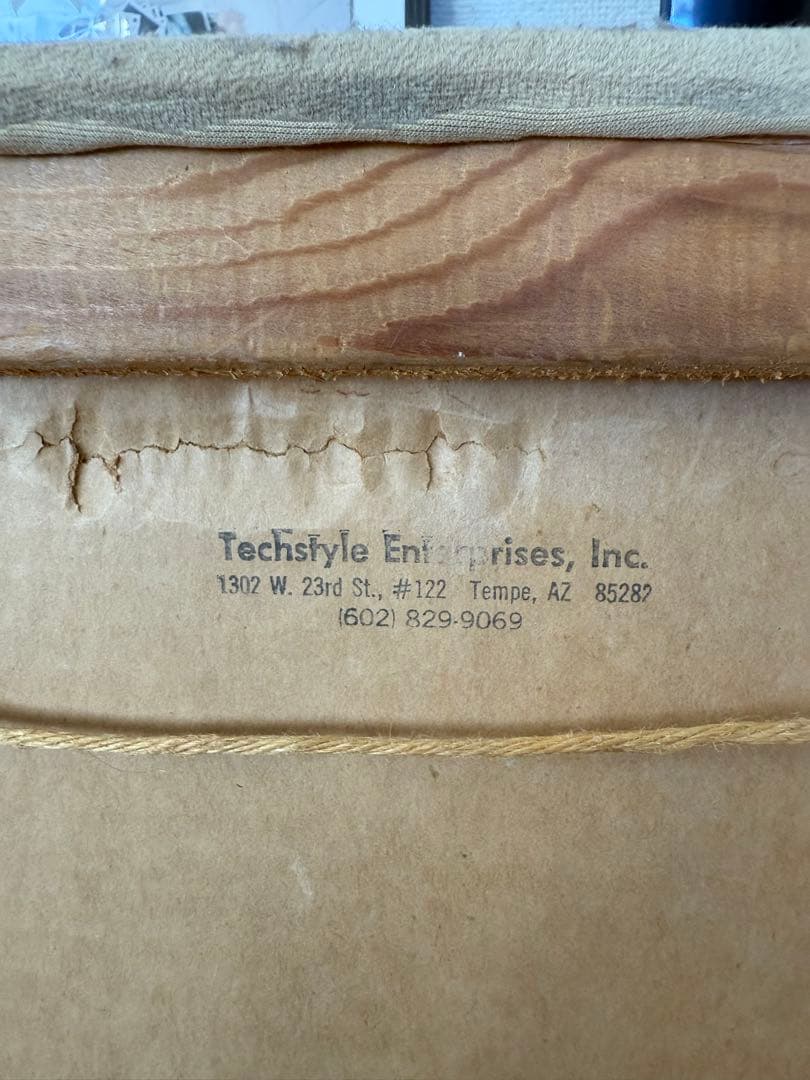 Techstyle Enterprises, Inc.
1302 W. 23rd St., #122 Tempe, AZ 85282
(602) 829-9069